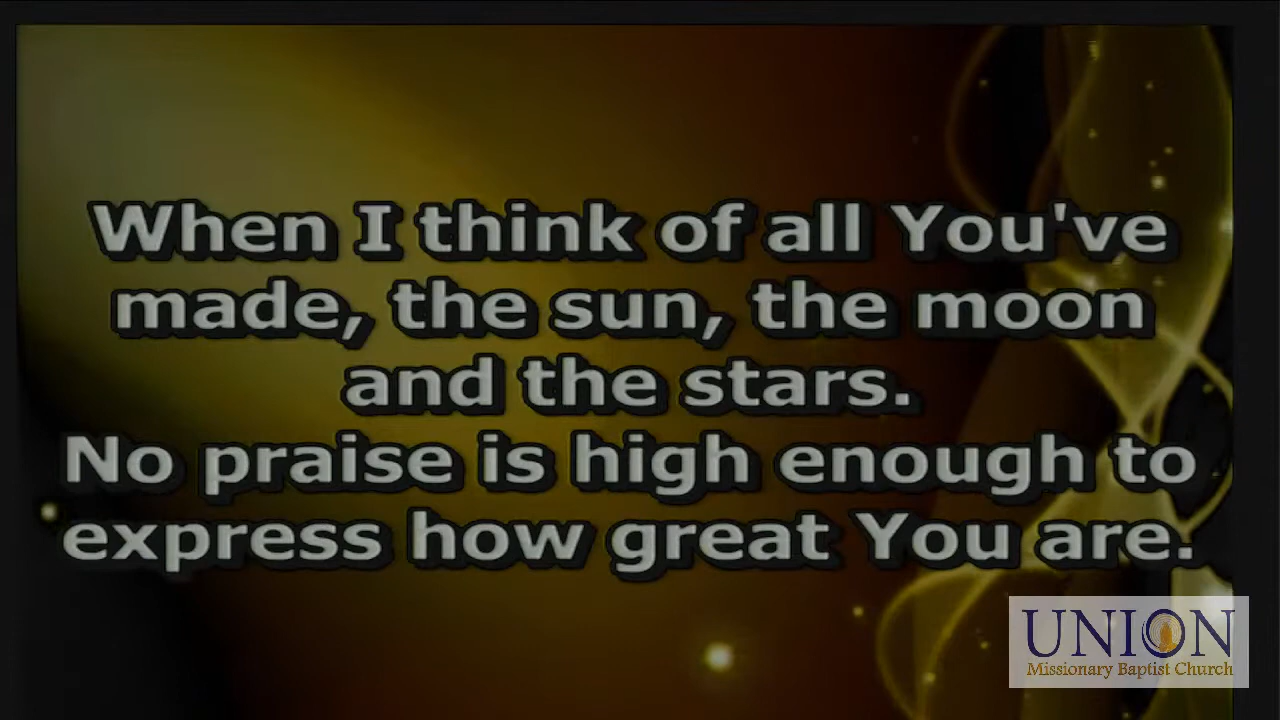 When I think of all You've
made, the sun, the moon
and the stars.
No praise is high enough to
express how great You are.
UNION
Missionary Baptist Church